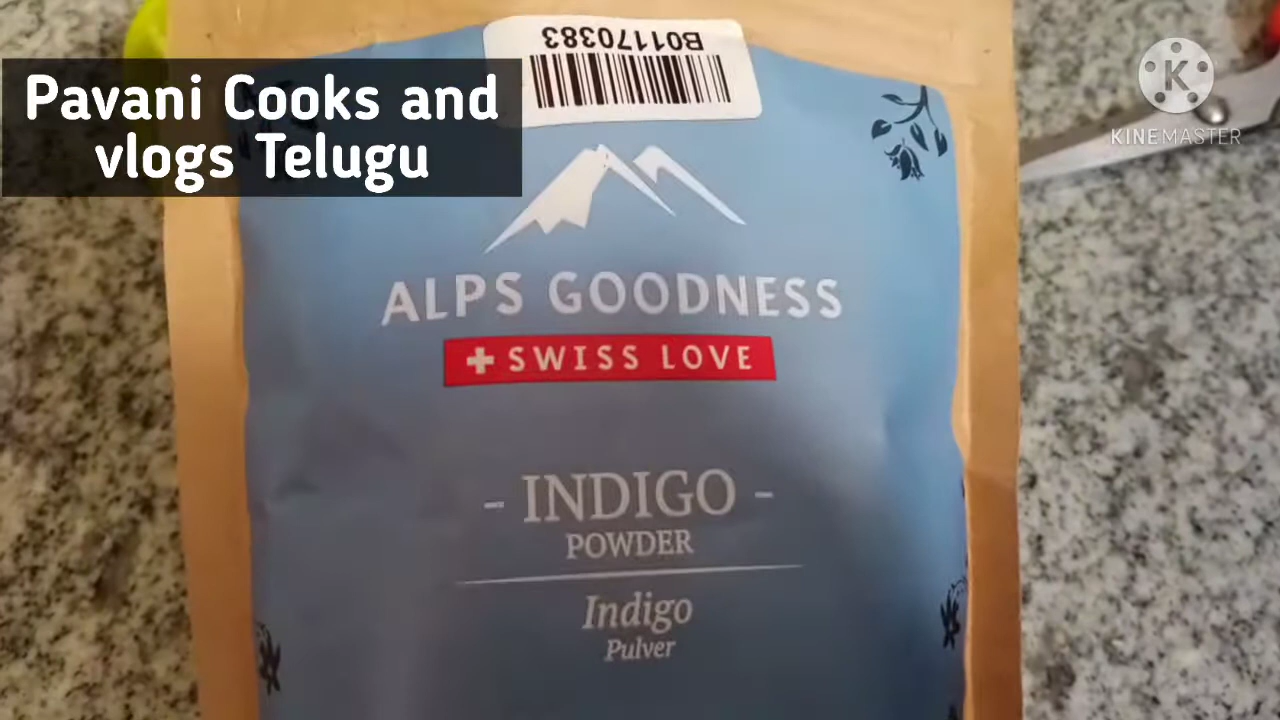 Pavani Cooks and
vlogs Telugu
B01170383
KINEMASTER
ALPS GOODNESS
SWISS LOVE
- INDIGO -
POWDER
Indigo
Pulver